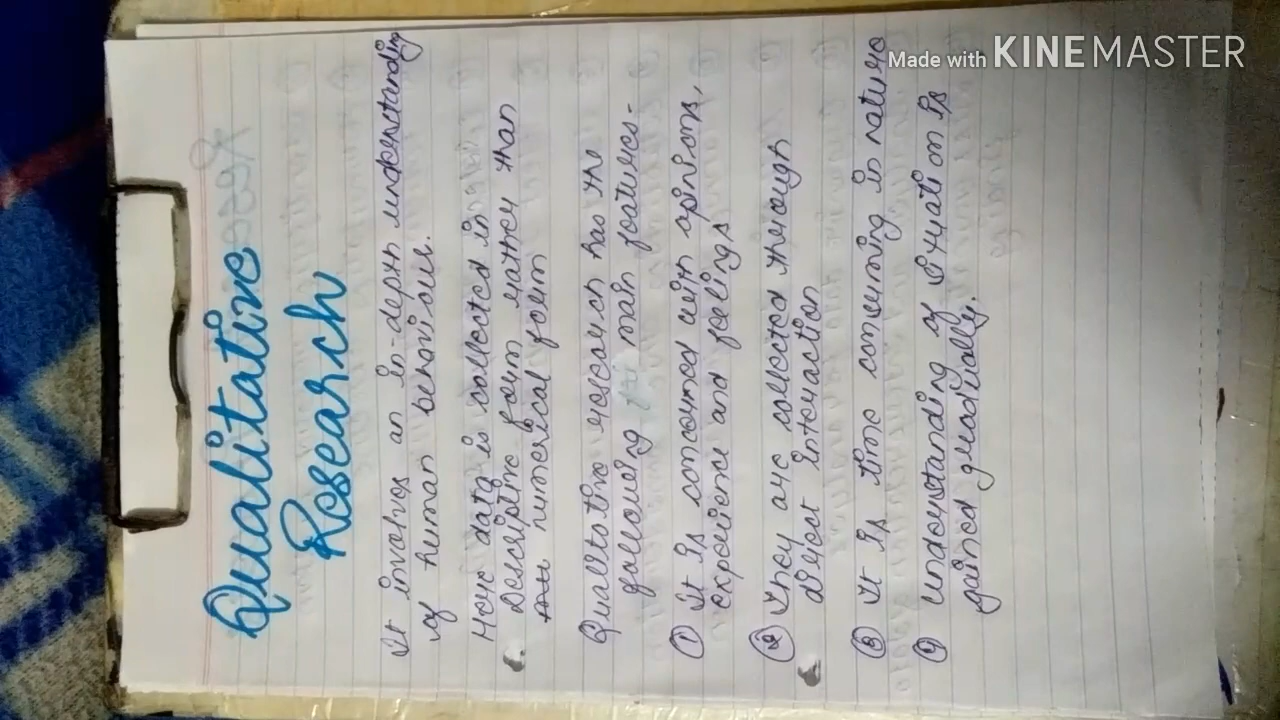 Made with KINEMASTER
Qualitative
Research
It involves an in-depth understanding
of human behaviour.
Here data is collected in
Descriptive form rather than
numerical form
Qualitative research has the
following main features-
① It is concerned with opinions,
experience and feelings
② They are collected through
direct interaction
③ It is time consuming in nature
④ Understanding of situation is
gained gradually.